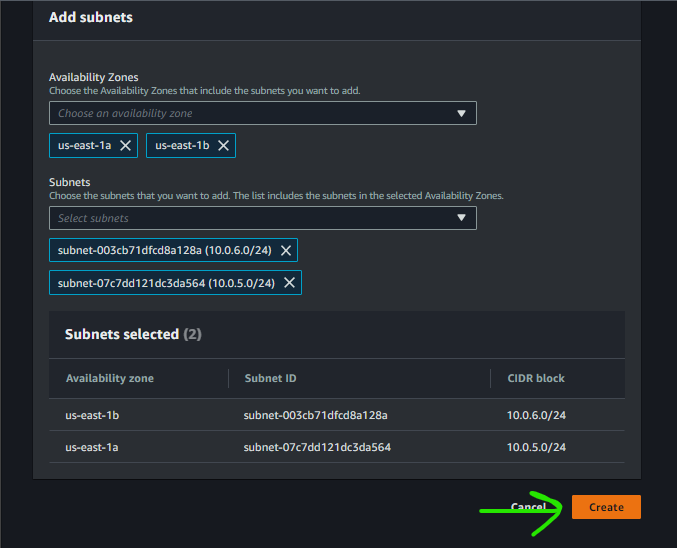 Add subnets
Availability Zones
Choose the Availability Zones that include the subnets you want to add.
Choose an availability zone
us-east-1a us-east-1b
Subnets
Choose the subnets that you want to add. The list includes the subnets in the selected Availability Zones.
Select subnets
subnet-003cb71dfcd8a128a (10.0.6.0/24)
subnet-07c7dd121dc3da564 (10.0.5.0/24)
Subnets selected (2)
Availability zone Subnet ID CIDR block
us-east-1b subnet-003cb71dfcd8a128a 10.0.6.0/24
us-east-1a subnet-07c7dd121dc3da564 10.0.5.0/24
Cancel Create